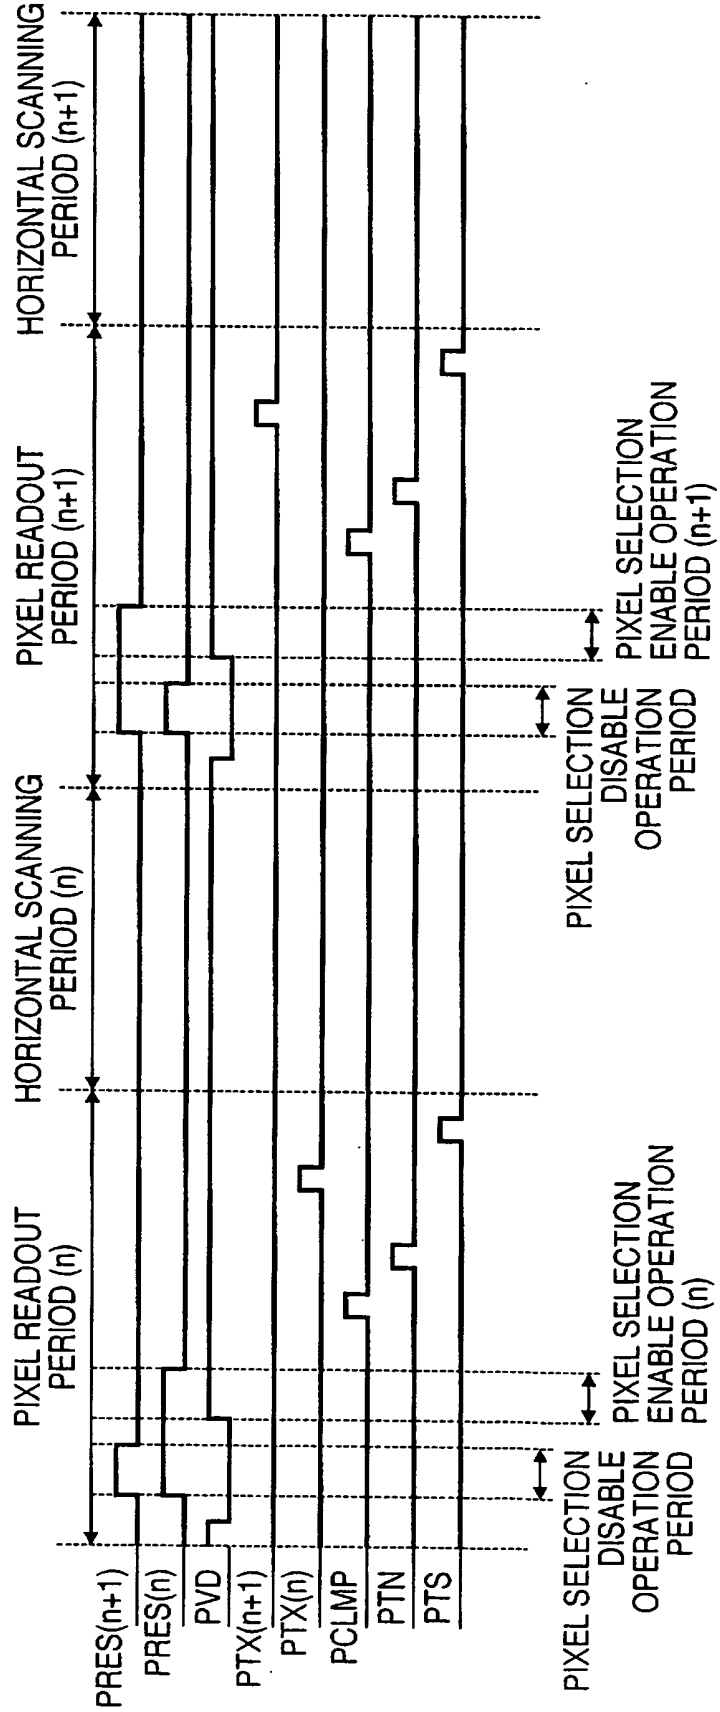 PIXEL READOUT
PERIOD (n)
HORIZONTAL SCANNING
PERIOD (n)
PIXEL READOUT
PERIOD (n+1)
HORIZONTAL SCANNING
PERIOD (n+1)
PRES(n+1)
PRES(n)
PVD
PTX(n+1)
PTX(n)
PCLMP
PTN
PTS
PIXEL SELECTION
DISABLE
OPERATION
PERIOD
PIXEL SELECTION
ENABLE OPERATION
PERIOD (n)
PIXEL SELECTION
DISABLE
OPERATION
PERIOD
PIXEL SELECTION
ENABLE OPERATION
PERIOD (n+1)